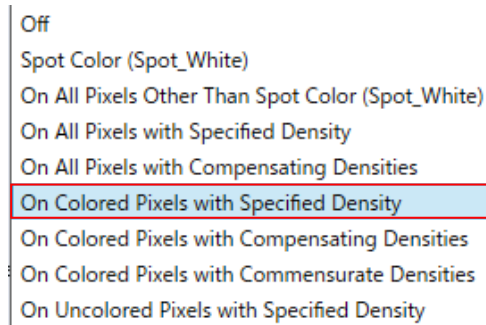 Off
Spot Color (Spot_White)
On All Pixels Other Than Spot Color (Spot_White)
On All Pixels with Specified Density
On All Pixels with Compensating Densities
On Colored Pixels with Specified Density
On Colored Pixels with Compensating Densities
On Colored Pixels with Commensurate Densities
On Uncolored Pixels with Specified Density